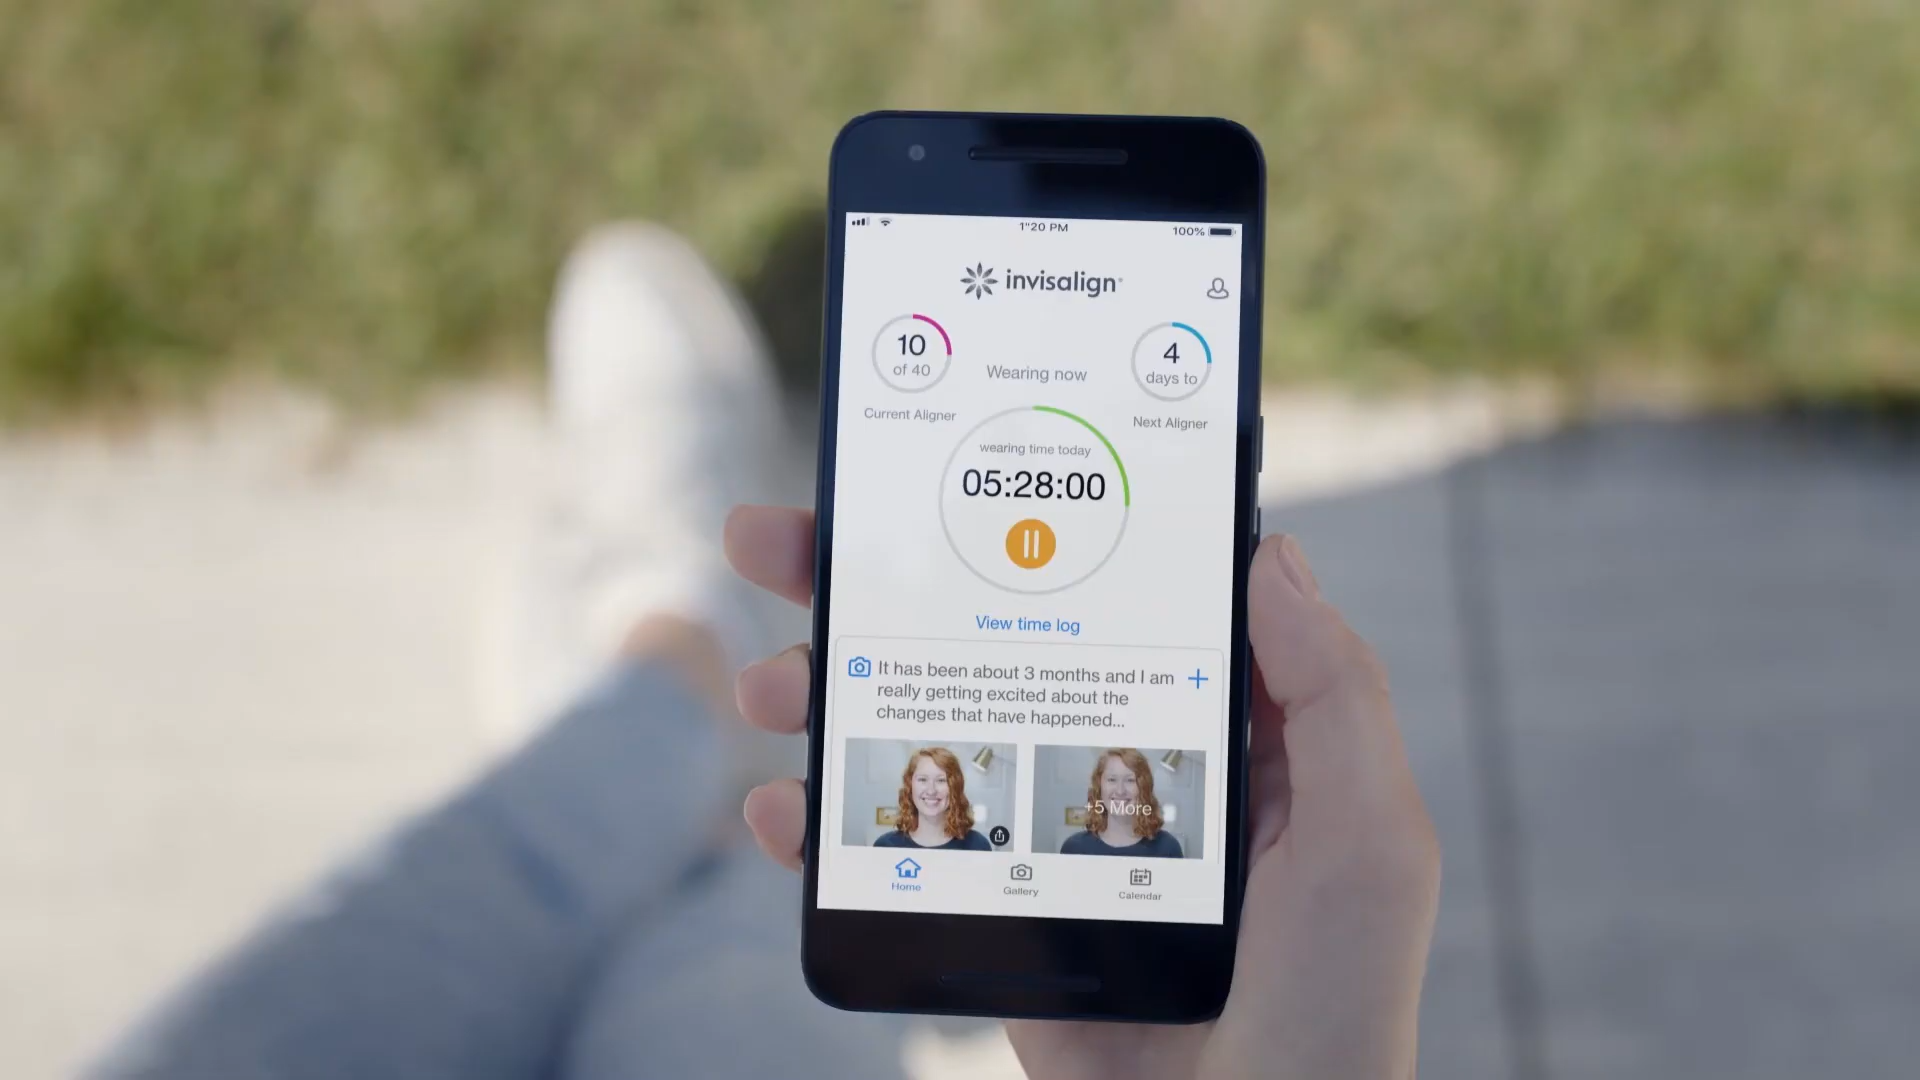 1"20 PM
100%
invisalign
10
of 40
Current Aligner
Wearing now
4
days to
Next Aligner
wearing time today
05:28:00
View time log
It has been about 3 months and I am
really getting excited about the
changes that have happened...
+5 More
Home
Gallery
Calendar